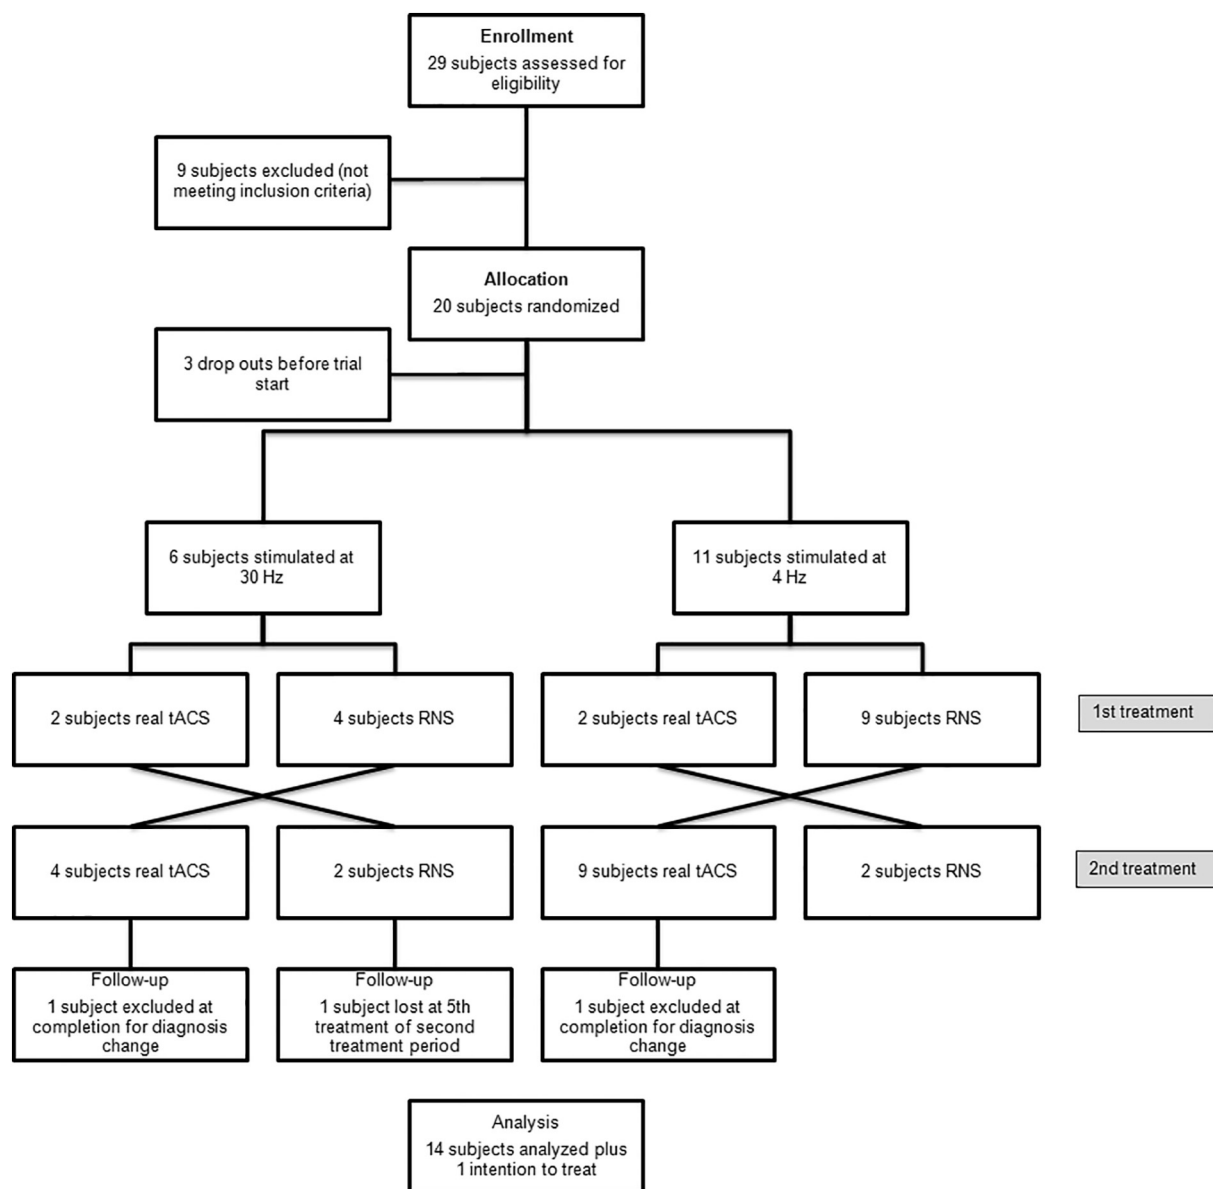 Enrollment
29 subjects assessed for
eligibility
9 subjects excluded (not
meeting inclusion criteria)
Allocation
20 subjects randomized
3 drop outs before trial
start
6 subjects stimulated at
30 Hz
11 subjects stimulated at
4 Hz
2 subjects real tACS
4 subjects RNS
2 subjects real tACS
9 subjects RNS
1st treatment
4 subjects real tACS
2 subjects RNS
9 subjects real tACS
2 subjects RNS
2nd treatment
Follow-up
1 subject excluded at
completion for diagnosis
change
Follow-up
1 subject lost at 5th
treatment of second
treatment period
Follow-up
1 subject excluded at
completion for diagnosis
change
Analysis
14 subjects analyzed plus
1 intention to treat